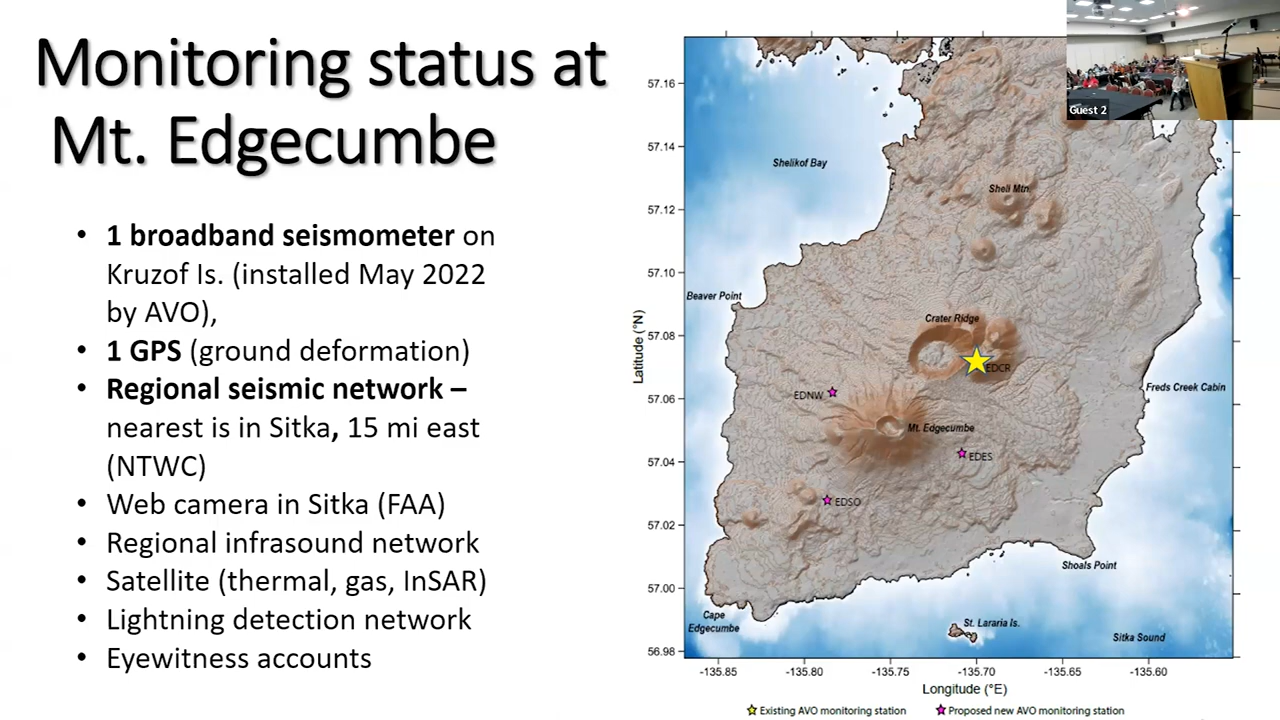 Monitoring status at
Mt. Edgecumbe
• 1 broadband seismometer on
Kruzof Is. (installed May 2022
by AVO),
• 1 GPS (ground deformation)
• Regional seismic network –
nearest is in Sitka, 15 mi east
(NTWC)
• Web camera in Sitka (FAA)
• Regional infrasound network
• Satellite (thermal, gas, InSAR)
• Lightning detection network
• Eyewitness accounts
Guest 2
Latitude (°N)
57.16
57.14
57.12
57.10
57.08
57.06
57.04
57.02
57.00
56.98
Shelikof Bay
Shell Mtn.
Beaver Point
Crater Ridge
EDCR
Freds Creek Cabin
EDNW
Mt. Edgecumbe
EDES
EDSO
Shoals Point
Cape
Edgecumbe
St. Lararia Is.
Sitka Sound
-135.85
-135.80
-135.75
-135.70
-135.65
-135.60
Longitude (°E)
Existing AVO monitoring station
Proposed new AVO monitoring station